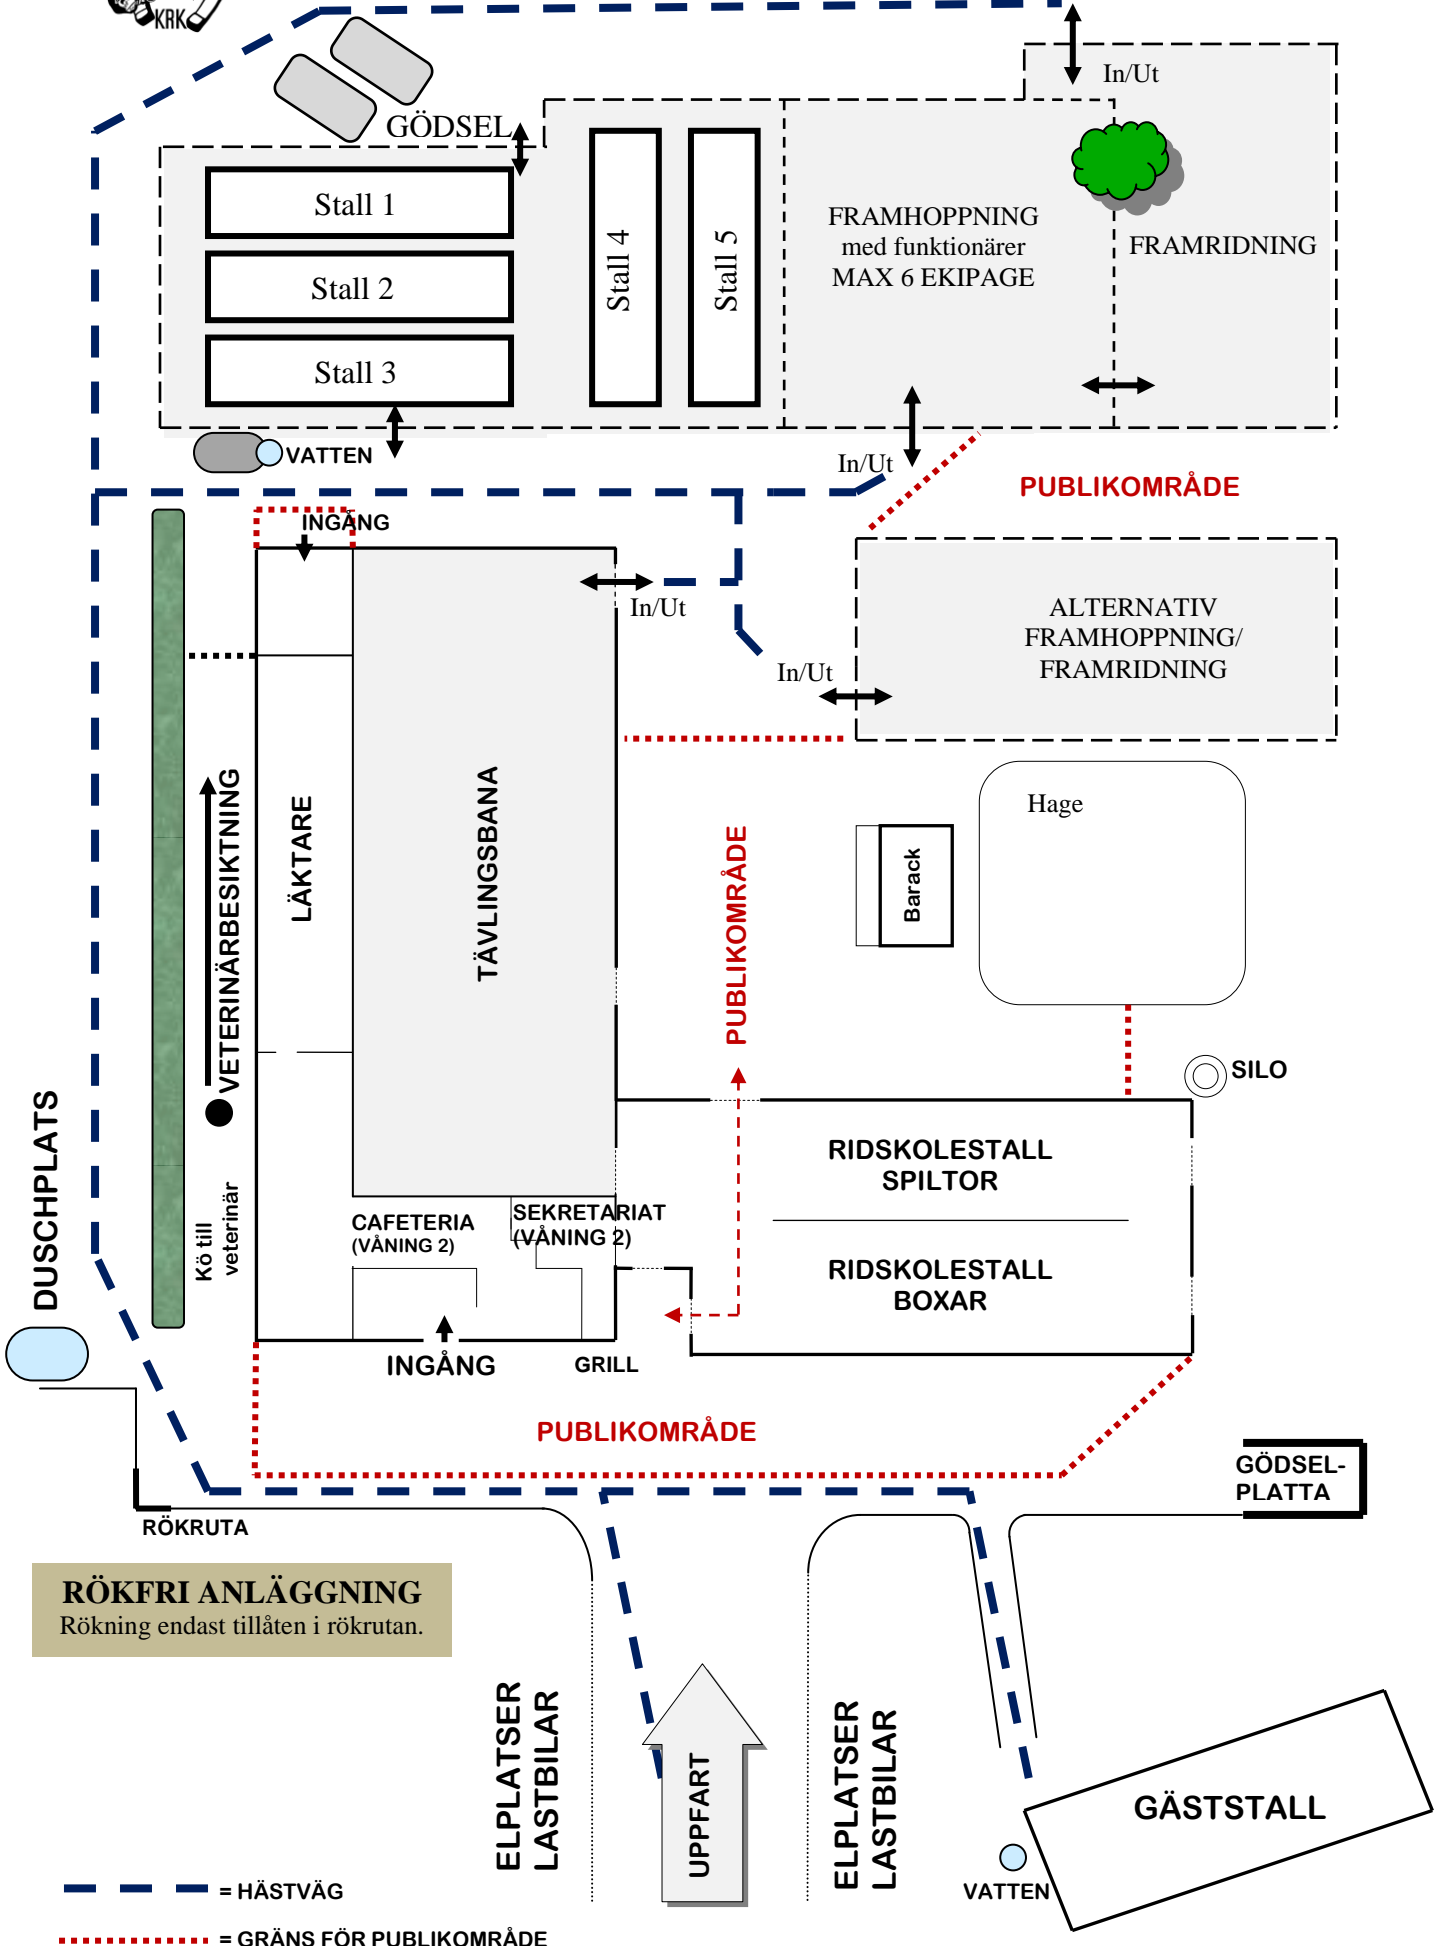 KRK
In/Ut
GÖDSEL
Stall 1
Stall 2
Stall 3
Stall 4
Stall 5
FRAMHOPPNING
med funktionärer
MAX 6 EKIPAGE
FRAMRIDNING
VATTEN
In/Ut
PUBLIKOMRÅDE
INGÅNG
In/Ut
ALTERNATIV
FRAMHOPPNING/
FRAMRIDNING
In/Ut
VETERINÄRBESIKTNING
LÄKTARE
TÄVLINGSBANA
PUBLIKOMRÅDE
Hage
Barack
SILO
DUSCHPLATS
Kö till
veterinär
RIDSKOLESTALL
SPILTOR
CAFETERIA
(VÅNING 2)
SEKRETARIAT
(VÅNING 2)
RIDSKOLESTALL
BOXAR
INGÅNG
GRILL
PUBLIKOMRÅDE
GÖDSEL-
PLATTA
RÖKRUTA
RÖKFRI ANLÄGGNING
Rökning endast tillåten i rökrutan.
ELPLATSER
LASTBILAR
UPPFART
ELPLATSER
LASTBILAR
GÄSTSTALL
VATTEN
= HÄSTVÄG
= GRÄNS FÖR PUBLIKOMRÅDE